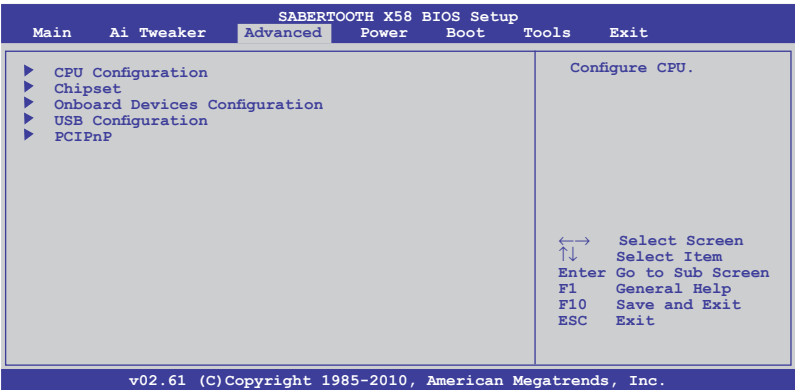 SABERTOOTH X58 BIOS Setup
Main Ai Tweaker Advanced Power Boot Tools Exit
CPU Configuration
Chipset
Onboard Devices Configuration
USB Configuration
PCIPnP
Configure CPU.
←→ Select Screen
↑↓ Select Item
Enter Go to Sub Screen
F1 General Help
F10 Save and Exit
ESC Exit
v02.61 (C)Copyright 1985-2010, American Megatrends, Inc.